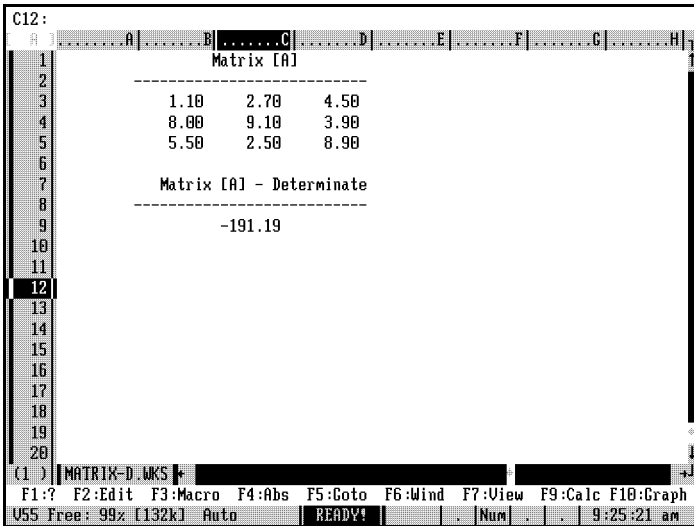 C12:
[ A ] ........A ........B ........C ........D ........E ........F ........G ........H
1 Matrix [A]
2 ---------------------------
3 1.10 2.70 4.50
4 8.00 9.10 3.90
5 5.50 2.50 8.90
6
7 Matrix [A] - Determinate
8 ---------------------------
9 -191.19
10
11
12
13
14
15
16
17
18
19
20
(1 ) MATRIX-D.WKS
F1:? F2:Edit F3:Macro F4:Abs F5:Goto F6:Wind F7:View F9:Calc F10:Graph
V55 Free: 99% [132k] Auto READY! . Num . . 9:25:21 am